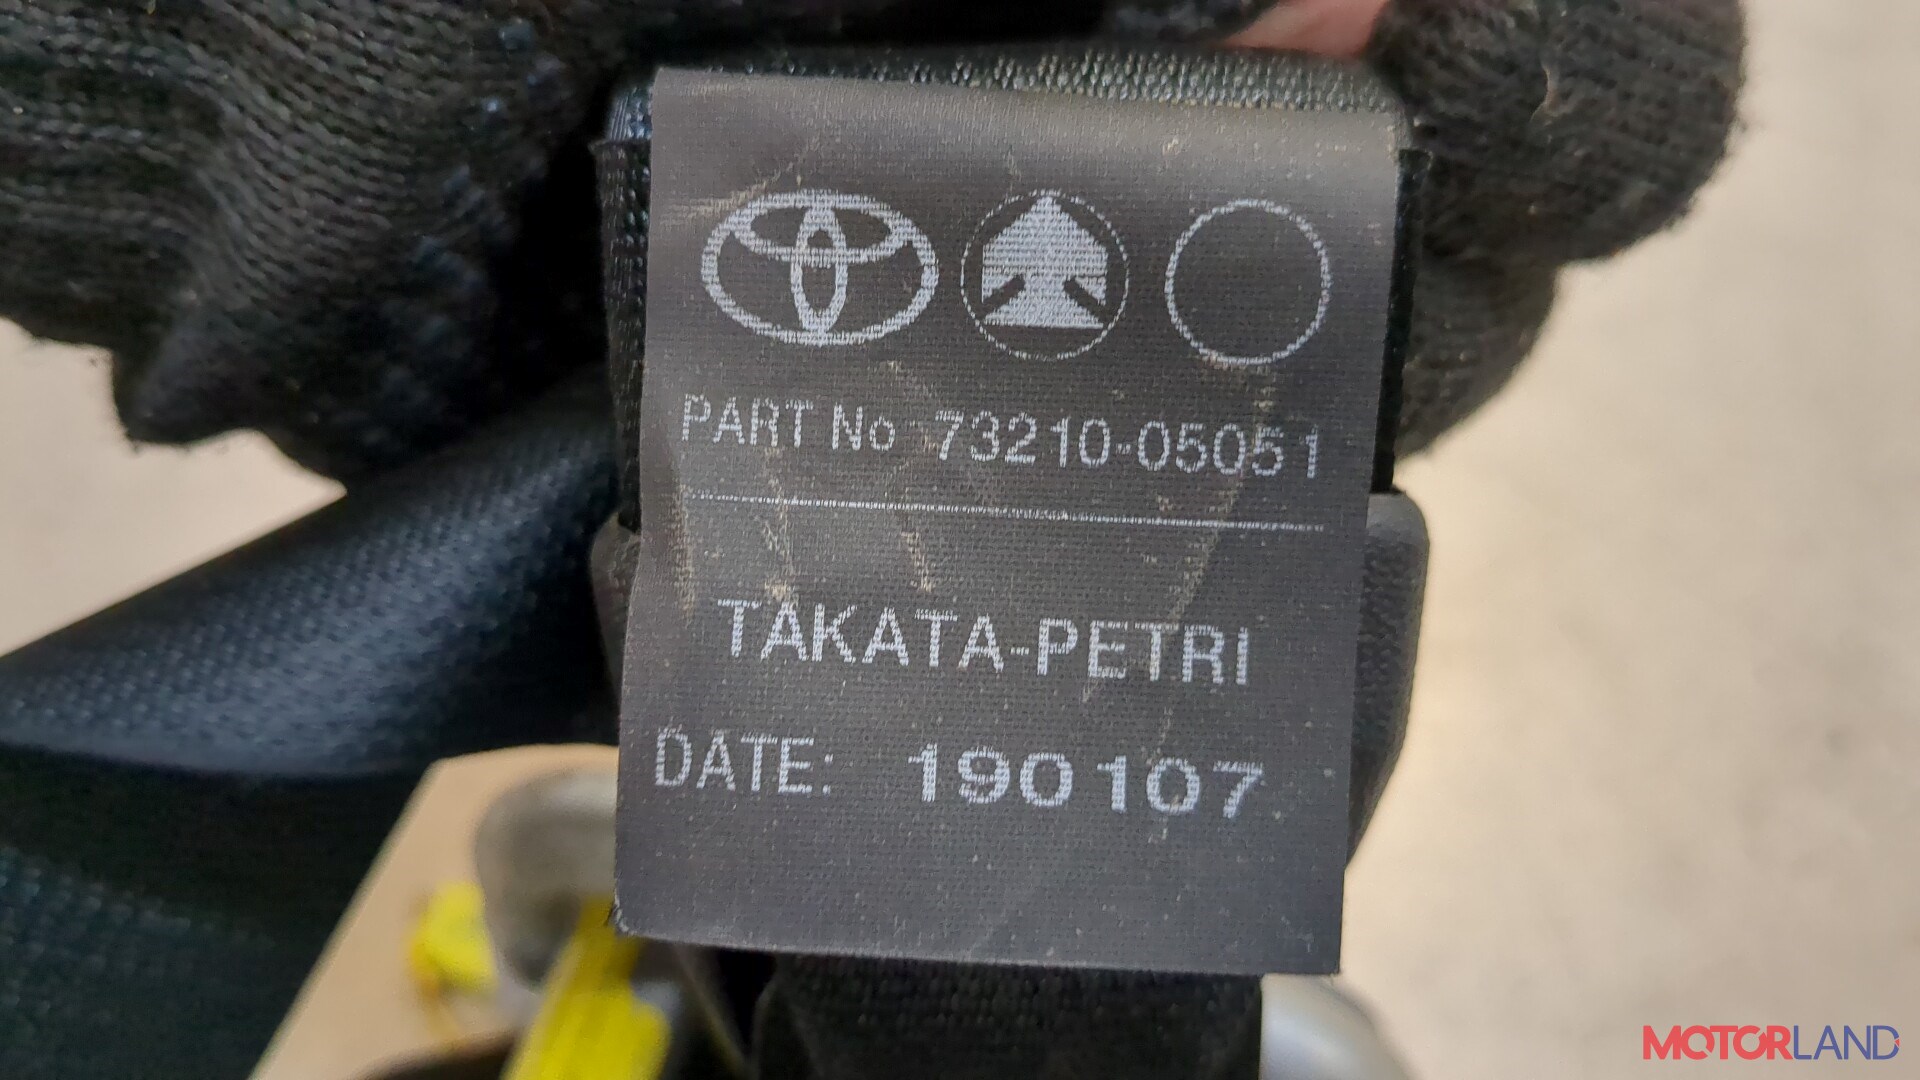 PART No 73210-05051
TAKATA-PETRI
DATE: 190107
MOTORLAND